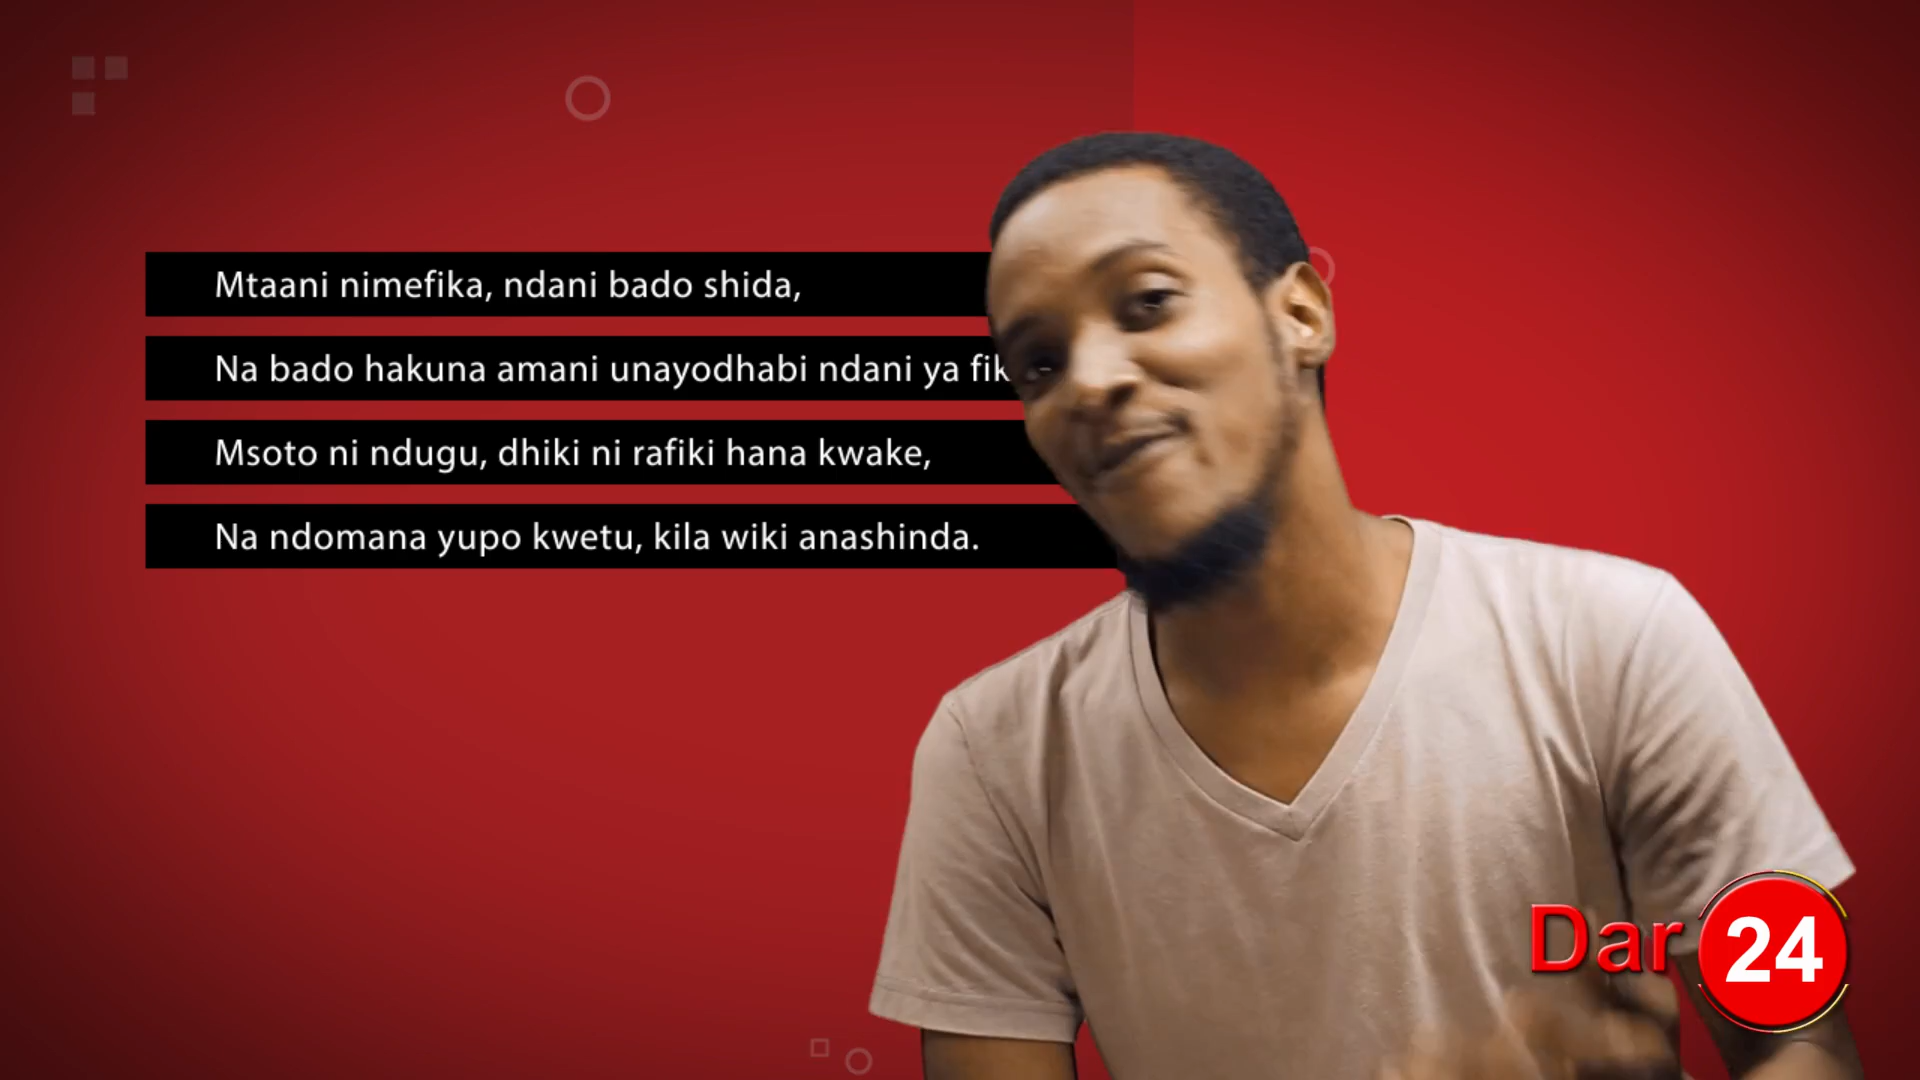 Mtaani nimefika, ndani bado shida,
Na bado hakuna amani unayodhabi ndani ya
Msoto ni ndugu, dhiki ni rafiki hana kwake,
Na ndomana yupo kwetu, kila wiki anashinda.
Dar 24